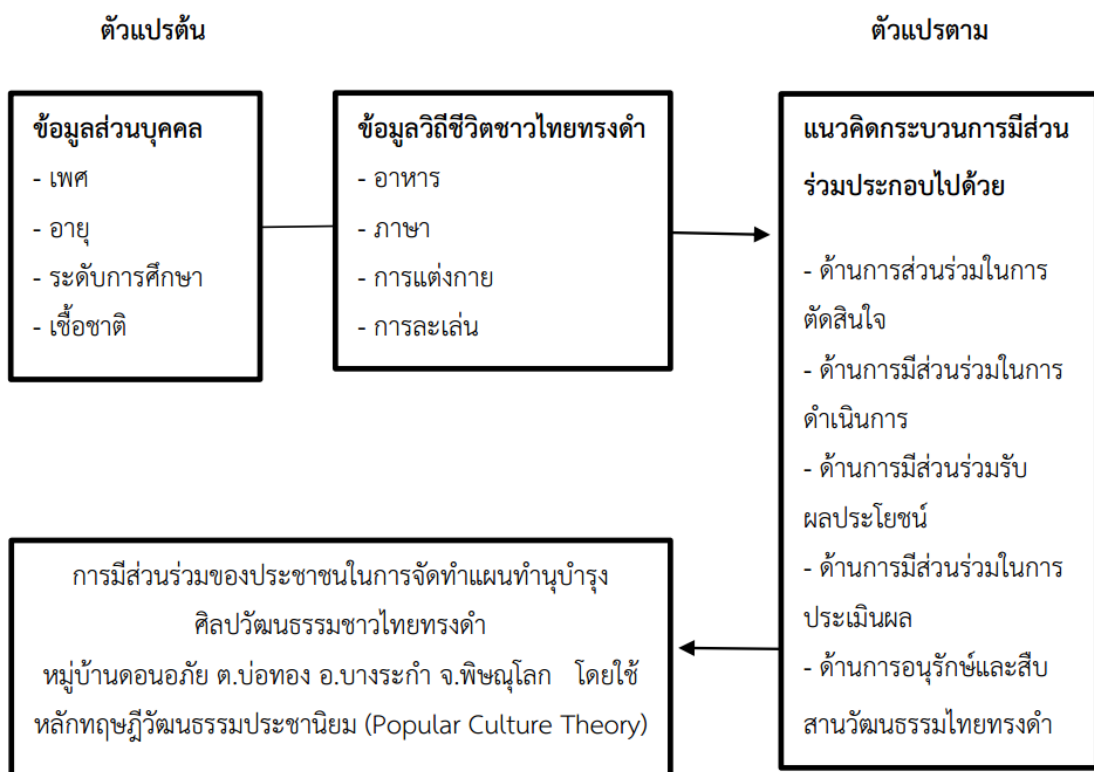 ตัวแปรต้น
ตัวแปรตาม
ข้อมูลส่วนบุคคล
- เพศ
- อายุ
- ระดับการศึกษา
- เชื้อชาติ
ข้อมูลวิถีชีวิตชาวไทยทรงดำ
- อาหาร
- ภาษา
- การแต่งกาย
- การละเล่น
แนวคิดกระบวนการมีส่วน
ร่วมประกอบไปด้วย
- ด้านการส่วนร่วมในการ
ตัดสินใจ
- ด้านการมีส่วนร่วมในการ
ดำเนินการ
- ด้านการมีส่วนร่วมรับ
ผลประโยชน์
- ด้านการมีส่วนร่วมในการ
ประเมินผล
- ด้านการอนุรักษ์และสืบ
สานวัฒนธรรมไทยทรงดำ
การมีส่วนร่วมของประชาชนในการจัดทำแผนทำนุบำรุง
ศิลปวัฒนธรรมชาวไทยทรงดำ
หมู่บ้านดอนอภัย ต.บ่อทอง อ.บางระกำ จ.พิษณุโลก โดยใช้
หลักทฤษฎีวัฒนธรรมประชานิยม (Popular Culture Theory)